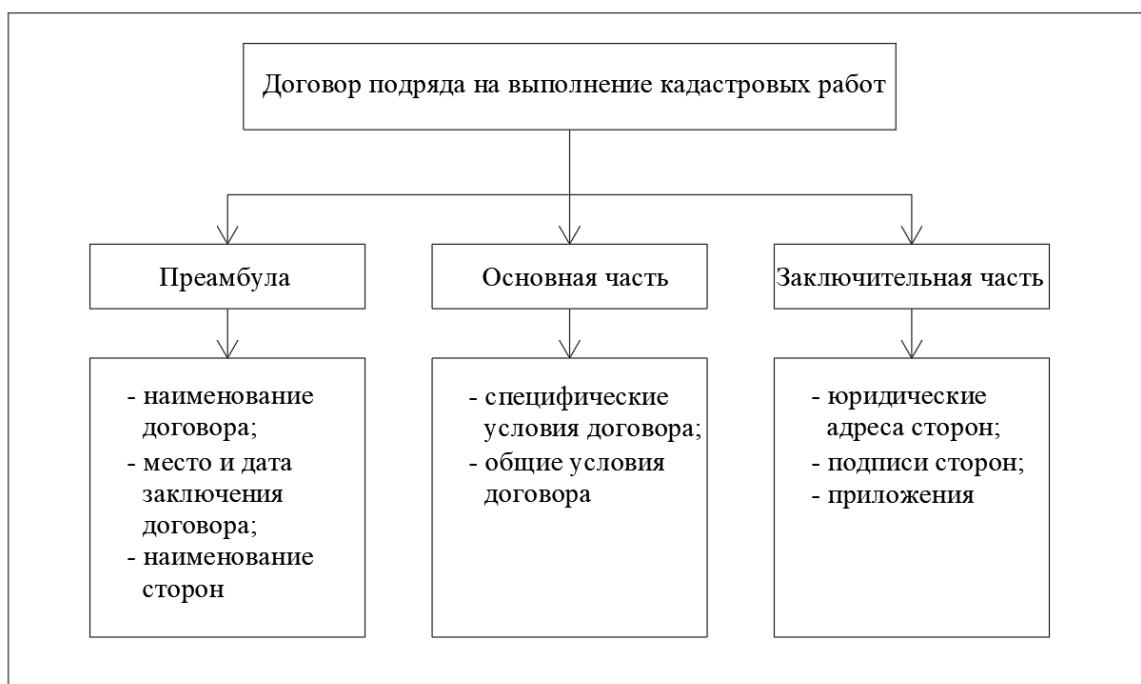 Договор подряда на выполнение кадастровых работ
Преамбула
Основная часть
Заключительная часть
- наименование
договора;
- место и дата
заключения
договора;
- наименование
сторон
- специфические
условия договора;
- общие условия
договора
- юридические
адреса сторон;
- подписи сторон;
- приложения